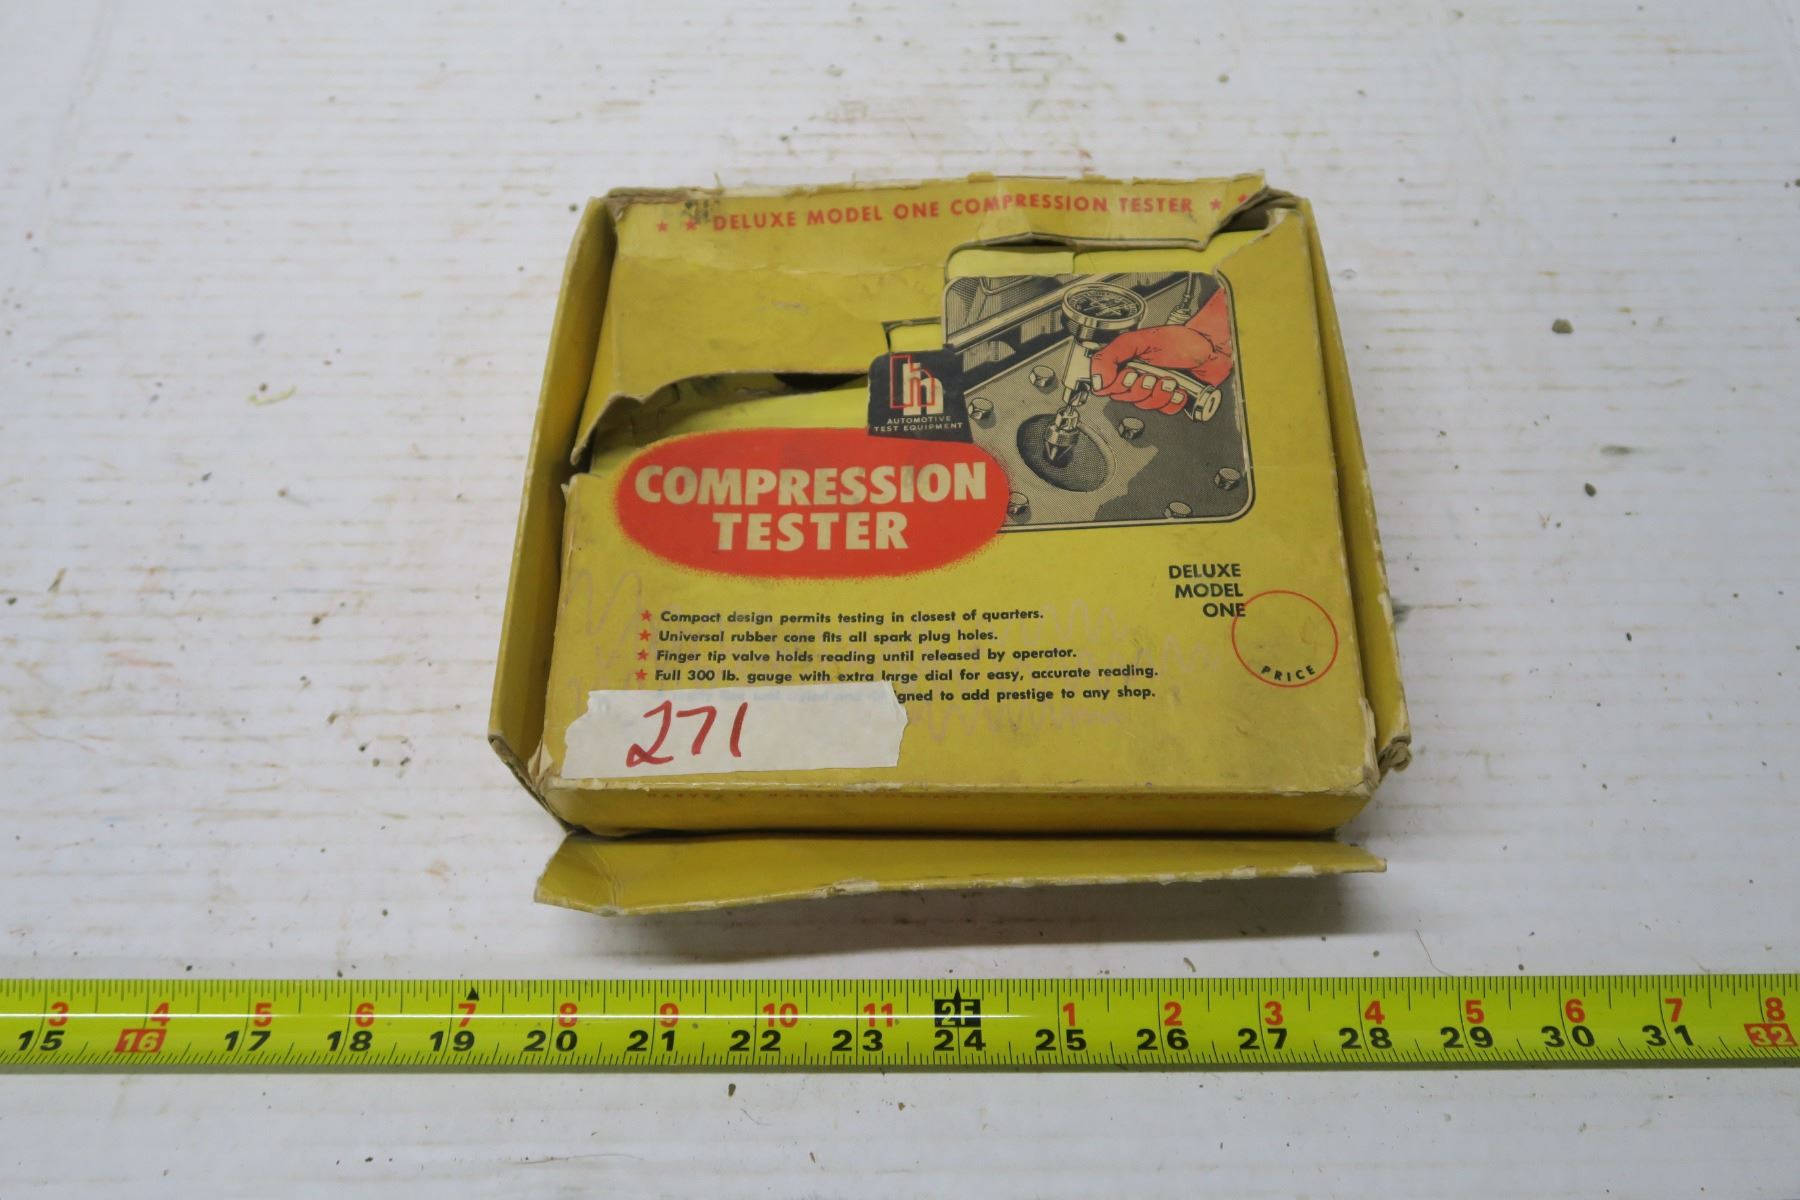 ★ ★ DELUXE MODEL ONE COMPRESSION TESTER ★
h
AUTOMOTIVE
TEST EQUIPMENT
COMPRESSION
TESTER
DELUXE
MODEL
ONE
PRICE
★ Compact design permits testing in closest of quarters.
★ Universal rubber cone fits all spark plug holes.
★ Finger tip valve holds reading until released by operator.
★ Full 300 lb. gauge with extra large dial for easy, accurate reading.
gned to add prestige to any shop.
271
3 4 5 6 7 8 9 10 11 2F 1 2 3 4 5 6 7 8
15 16 17 18 19 20 21 22 23 24 25 26 27 28 29 30 31 32